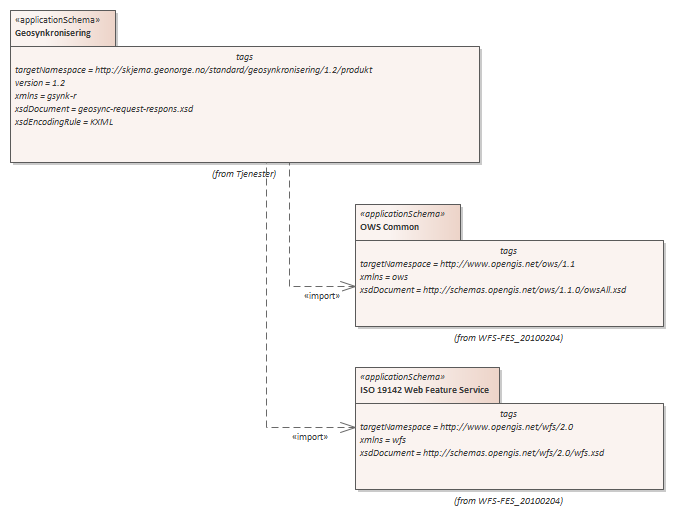 «applicationSchema»
Geosynkronisering
tags
targetNamespace = http://skjema.geonorge.no/standard/geosynkronisering/1.2/produkt
version = 1.2
xmlns = gsynk-r
xsdDocument = geosync-request-respons.xsd
xsdEncodingRule = KXML
(from Tjenester)
«applicationSchema»
OWS Common
tags
targetNamespace = http://www.opengis.net/ows/1.1
xmlns = ows
xsdDocument = http://schemas.opengis.net/ows/1.1.0/owsAll.xsd
«import»
(from WFS-FES_20100204)
«applicationSchema»
ISO 19142 Web Feature Service
tags
targetNamespace = http://www.opengis.net/wfs/2.0
xmlns = wfs
xsdDocument = http://schemas.opengis.net/wfs/2.0/wfs.xsd
«import»
(from WFS-FES_20100204)